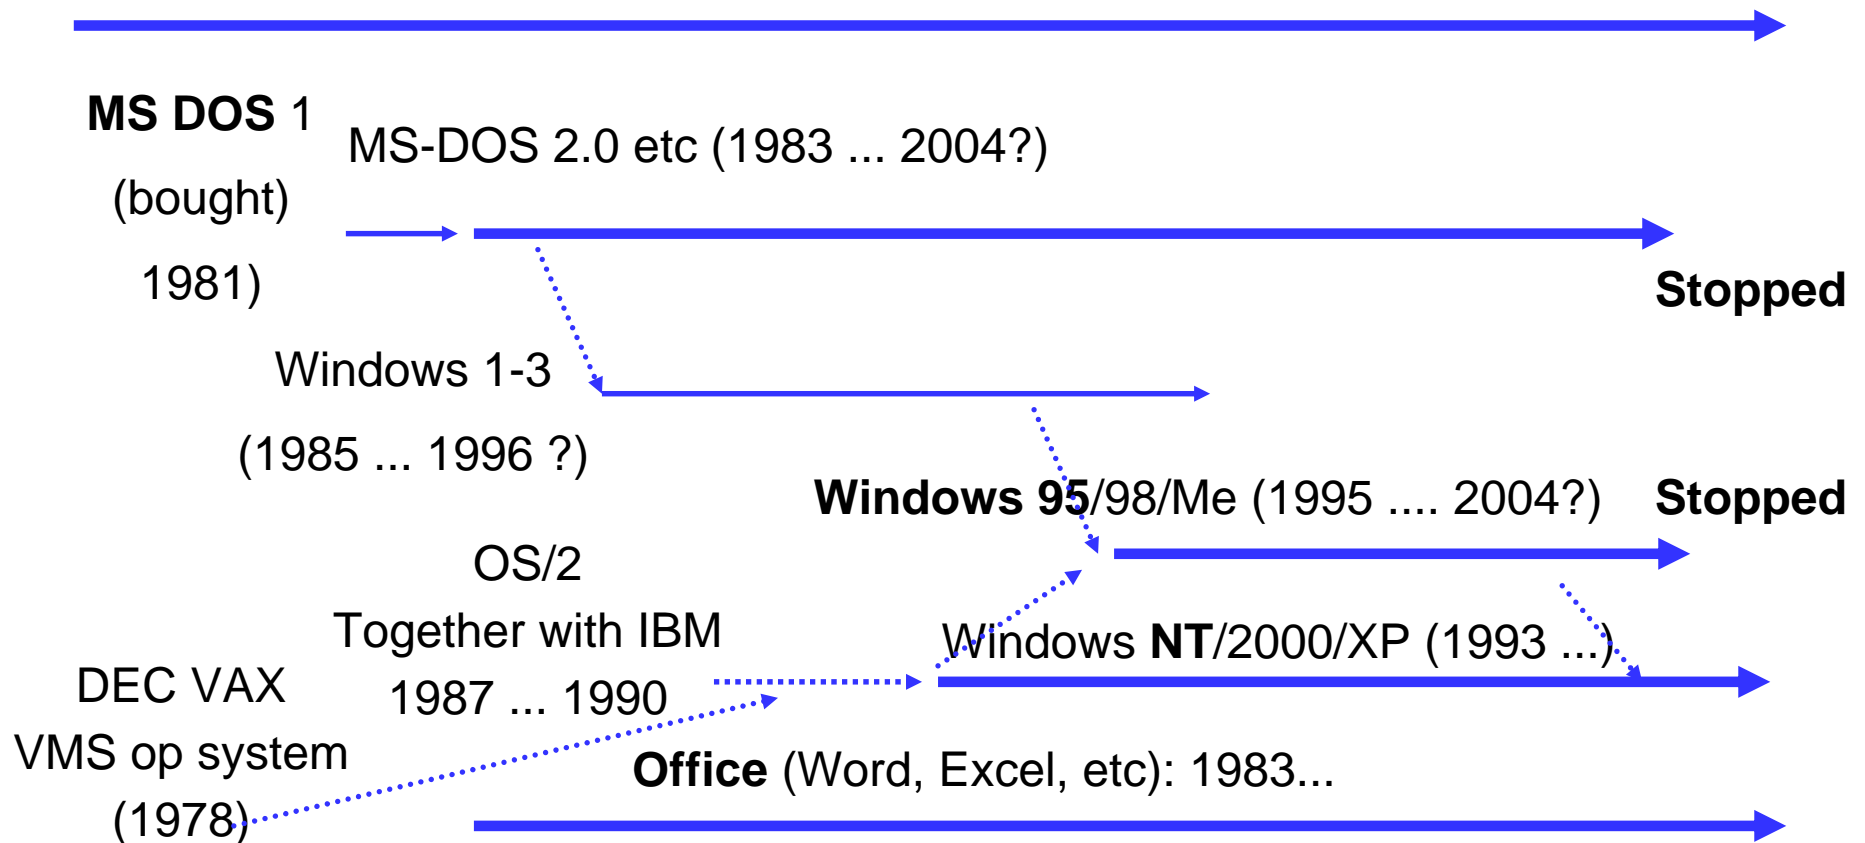 MS DOS 1
(bought)
1981)
MS-DOS 2.0 etc (1983 ... 2004?)
Stopped
Windows 1-3
(1985 ... 1996 ?)
Windows 95/98/Me (1995 .... 2004?)
Stopped
OS/2
Together with IBM
1987 ... 1990
Windows NT/2000/XP (1993 ...)
DEC VAX
VMS op system
(1978)
Office (Word, Excel, etc): 1983...